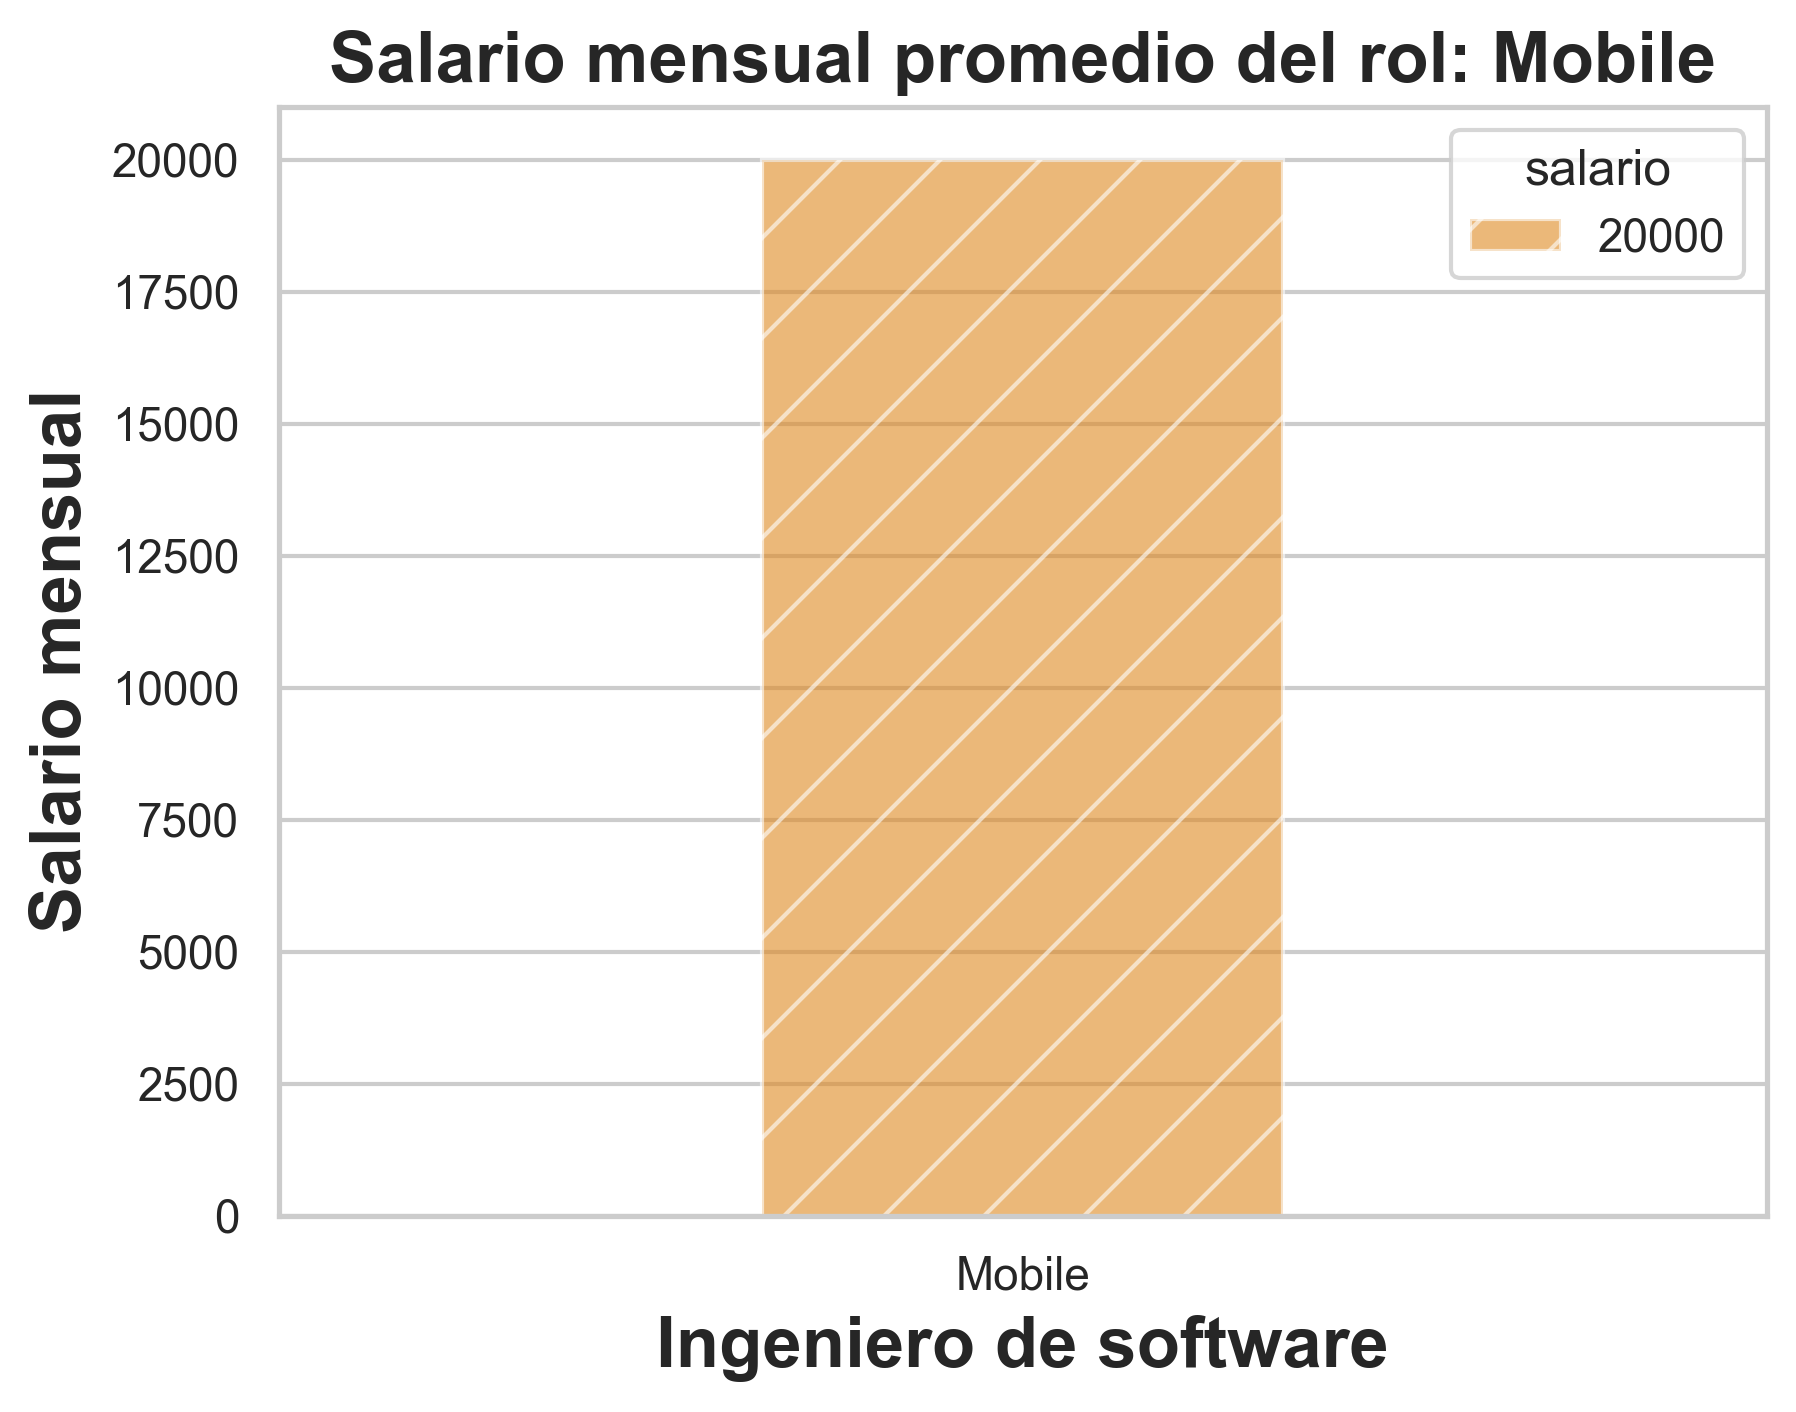 Salario mensual promedio del rol: Mobile
salario
20000
Salario mensual
20000
17500
15000
12500
10000
7500
5000
2500
0
Mobile
Ingeniero de software